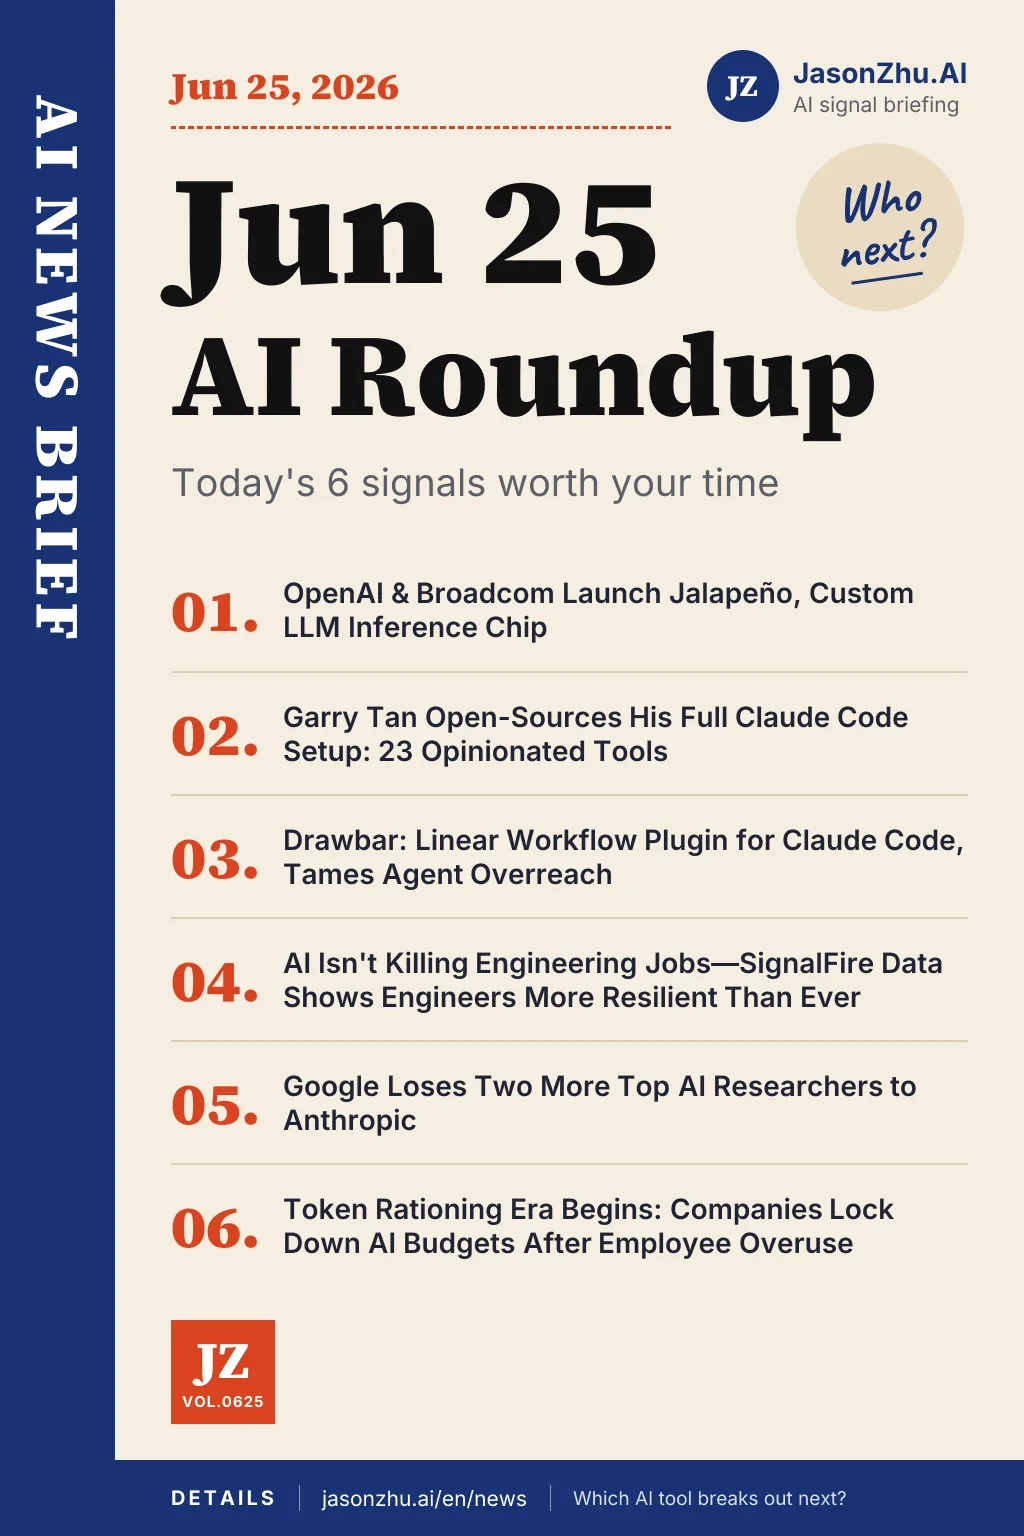 AI NEWS BRIEF
Jun 25, 2026
JZ
JasonZhu.AI
AI signal briefing
Who
next?
Jun 25
AI Roundup
Today's 6 signals worth your time
01.
OpenAI & Broadcom Launch Jalapeño, Custom
LLM Inference Chip
02.
Garry Tan Open-Sources His Full Claude Code
Setup: 23 Opinionated Tools
03.
Drawbar: Linear Workflow Plugin for Claude Code,
Tames Agent Overreach
04.
AI Isn't Killing Engineering Jobs—SignalFire Data
Shows Engineers More Resilient Than Ever
05.
Google Loses Two More Top AI Researchers to
Anthropic
06.
Token Rationing Era Begins: Companies Lock
Down AI Budgets After Employee Overuse
JZ
VOL.0625
DETAILS
jasonzhu.ai/en/news
Which AI tool breaks out next?